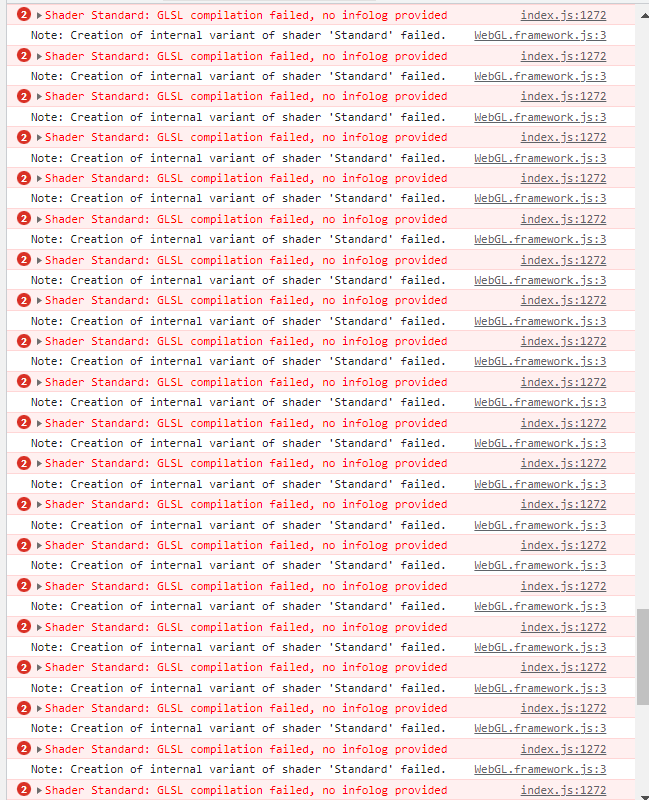 2 Shader Standard: GLSL compilation failed, no infolog provided index.js:1272
Note: Creation of internal variant of shader 'Standard' failed. WebGL.framework.js:3
2 Shader Standard: GLSL compilation failed, no infolog provided index.js:1272
Note: Creation of internal variant of shader 'Standard' failed. WebGL.framework.js:3
2 Shader Standard: GLSL compilation failed, no infolog provided index.js:1272
Note: Creation of internal variant of shader 'Standard' failed. WebGL.framework.js:3
2 Shader Standard: GLSL compilation failed, no infolog provided index.js:1272
Note: Creation of internal variant of shader 'Standard' failed. WebGL.framework.js:3
2 Shader Standard: GLSL compilation failed, no infolog provided index.js:1272
Note: Creation of internal variant of shader 'Standard' failed. WebGL.framework.js:3
2 Shader Standard: GLSL compilation failed, no infolog provided index.js:1272
Note: Creation of internal variant of shader 'Standard' failed. WebGL.framework.js:3
2 Shader Standard: GLSL compilation failed, no infolog provided index.js:1272
Note: Creation of internal variant of shader 'Standard' failed. WebGL.framework.js:3
2 Shader Standard: GLSL compilation failed, no infolog provided index.js:1272
Note: Creation of internal variant of shader 'Standard' failed. WebGL.framework.js:3
2 Shader Standard: GLSL compilation failed, no infolog provided index.js:1272
Note: Creation of internal variant of shader 'Standard' failed. WebGL.framework.js:3
2 Shader Standard: GLSL compilation failed, no infolog provided index.js:1272
Note: Creation of internal variant of shader 'Standard' failed. WebGL.framework.js:3
2 Shader Standard: GLSL compilation failed, no infolog provided index.js:1272
Note: Creation of internal variant of shader 'Standard' failed. WebGL.framework.js:3
2 Shader Standard: GLSL compilation failed, no infolog provided index.js:1272
Note: Creation of internal variant of shader 'Standard' failed. WebGL.framework.js:3
2 Shader Standard: GLSL compilation failed, no infolog provided index.js:1272
Note: Creation of internal variant of shader 'Standard' failed. WebGL.framework.js:3
2 Shader Standard: GLSL compilation failed, no infolog provided index.js:1272
Note: Creation of internal variant of shader 'Standard' failed. WebGL.framework.js:3
2 Shader Standard: GLSL compilation failed, no infolog provided index.js:1272
Note: Creation of internal variant of shader 'Standard' failed. WebGL.framework.js:3
2 Shader Standard: GLSL compilation failed, no infolog provided index.js:1272
Note: Creation of internal variant of shader 'Standard' failed. WebGL.framework.js:3
2 Shader Standard: GLSL compilation failed, no infolog provided index.js:1272
Note: Creation of internal variant of shader 'Standard' failed. WebGL.framework.js:3
2 Shader Standard: GLSL compilation failed, no infolog provided index.js:1272
Note: Creation of internal variant of shader 'Standard' failed. WebGL.framework.js:3
2 Shader Standard: GLSL compilation failed, no infolog provided index.js:1272
Note: Creation of internal variant of shader 'Standard' failed. WebGL.framework.js:3
2 Shader Standard: GLSL compilation failed, no infolog provided index.js:1272